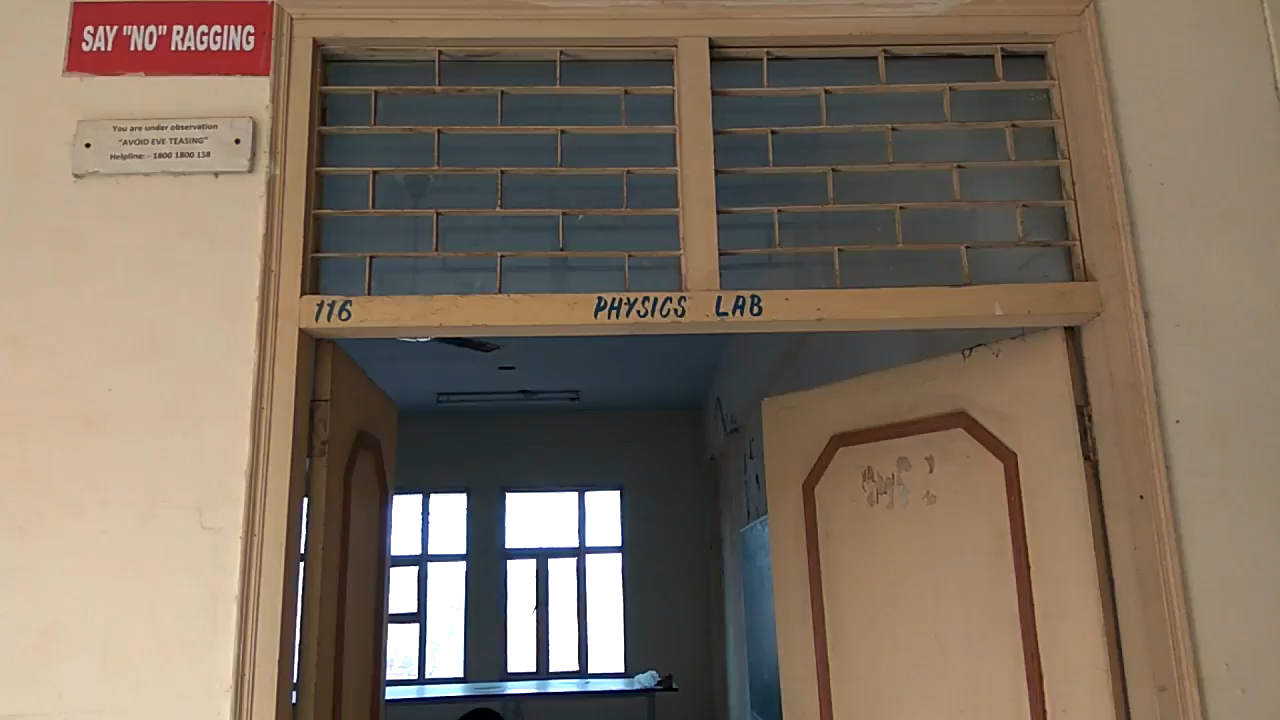 SAY "NO" RAGGING
You are under observation
"AVOID EVE-TEASING"
Helpline: - 1800 1800 158
116 PHYSICS LAB